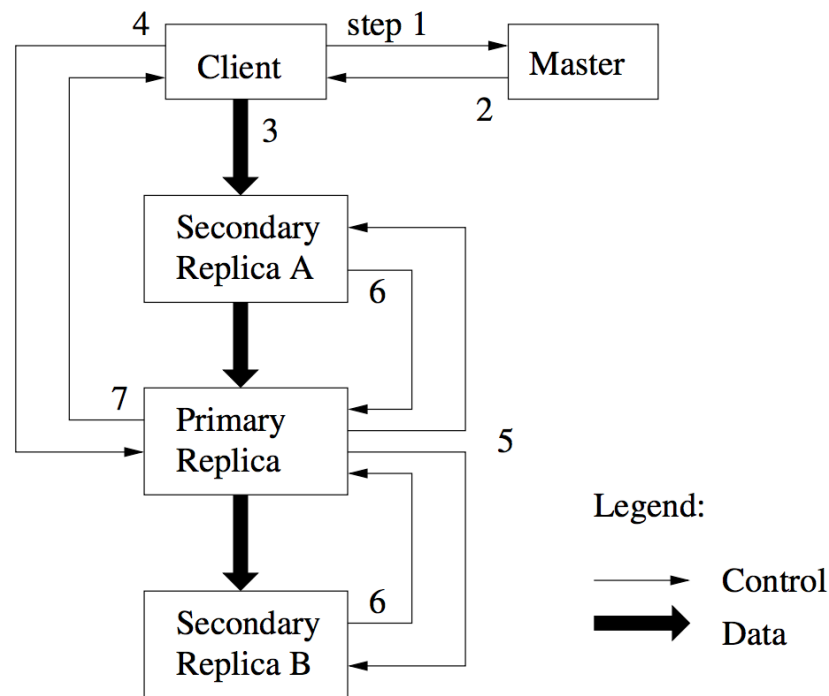 4
step 1
Client
Master
2
3
Secondary
Replica A
6
7
Primary
Replica
5
Legend:
Control
6
Secondary
Replica B
Data